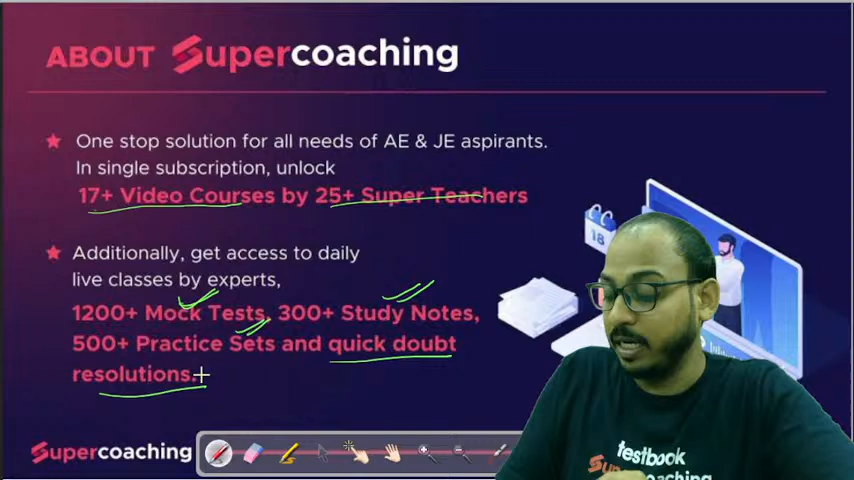 ABOUT Supercoaching
One stop solution for all needs of AE & JE aspirants.
In single subscription, unlock
17+ Video Courses by 25+ Super Teachers
Additionally, get access to daily
live classes by experts,
1200+ Mock Tests, 300+ Study Notes,
500+ Practice Sets and quick doubt
resolutions.
18
Supercoaching
testbook
Supercoaching